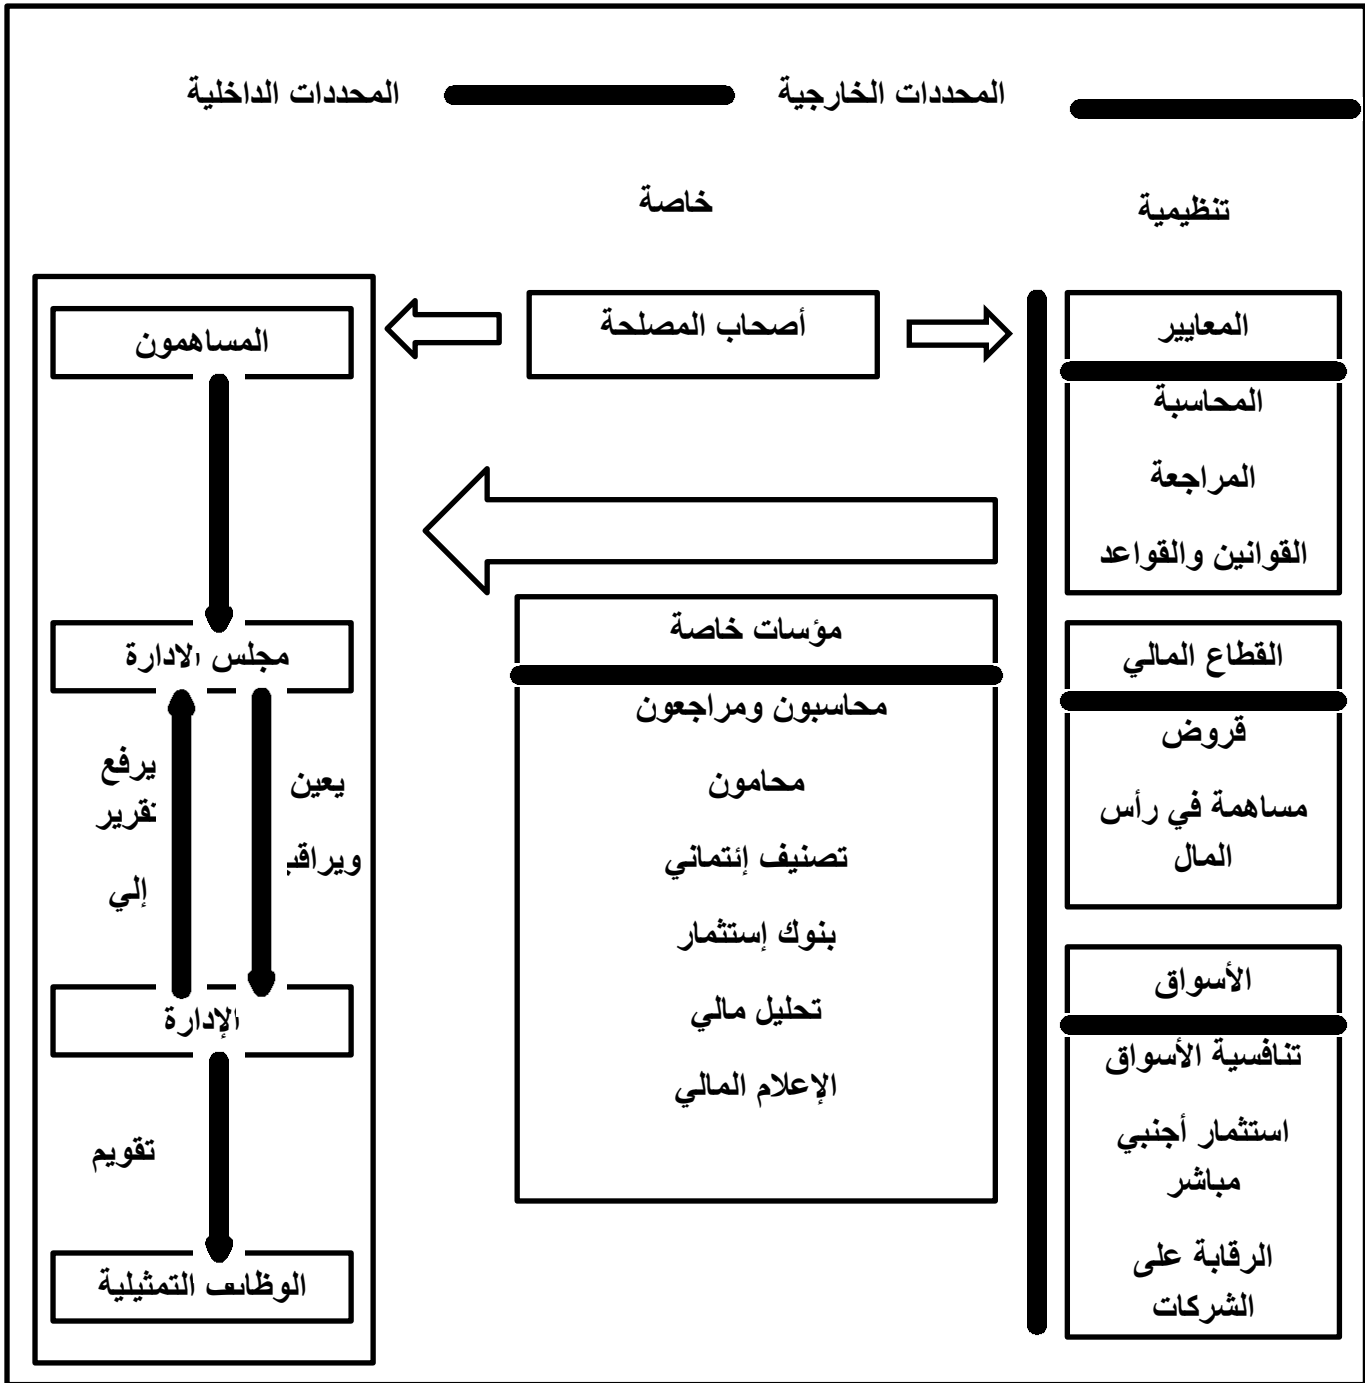 المحددات الخارجية
المحددات الداخلية
تنظيمية
خاصة
المعايير
المحاسبة
المراجعة
القوانين والقواعد
القطاع المالي
قروض
مساهمة في رأس
المال
الأسواق
تنافسية الأسواق
استثمار أجنبي
مباشر
الرقابة على
الشركات
أصحاب المصلحة
مؤسات خاصة
محاسبون ومراجعون
محامون
تصنيف إئتماني
بنوك إستثمار
تحليل مالي
الإعلام المالي
المساهمون
مجلس الادارة
يعين
ويراقب
يرفع
تقرير
إلي
الإدارة
تقويم
الوظائف التمثيلية